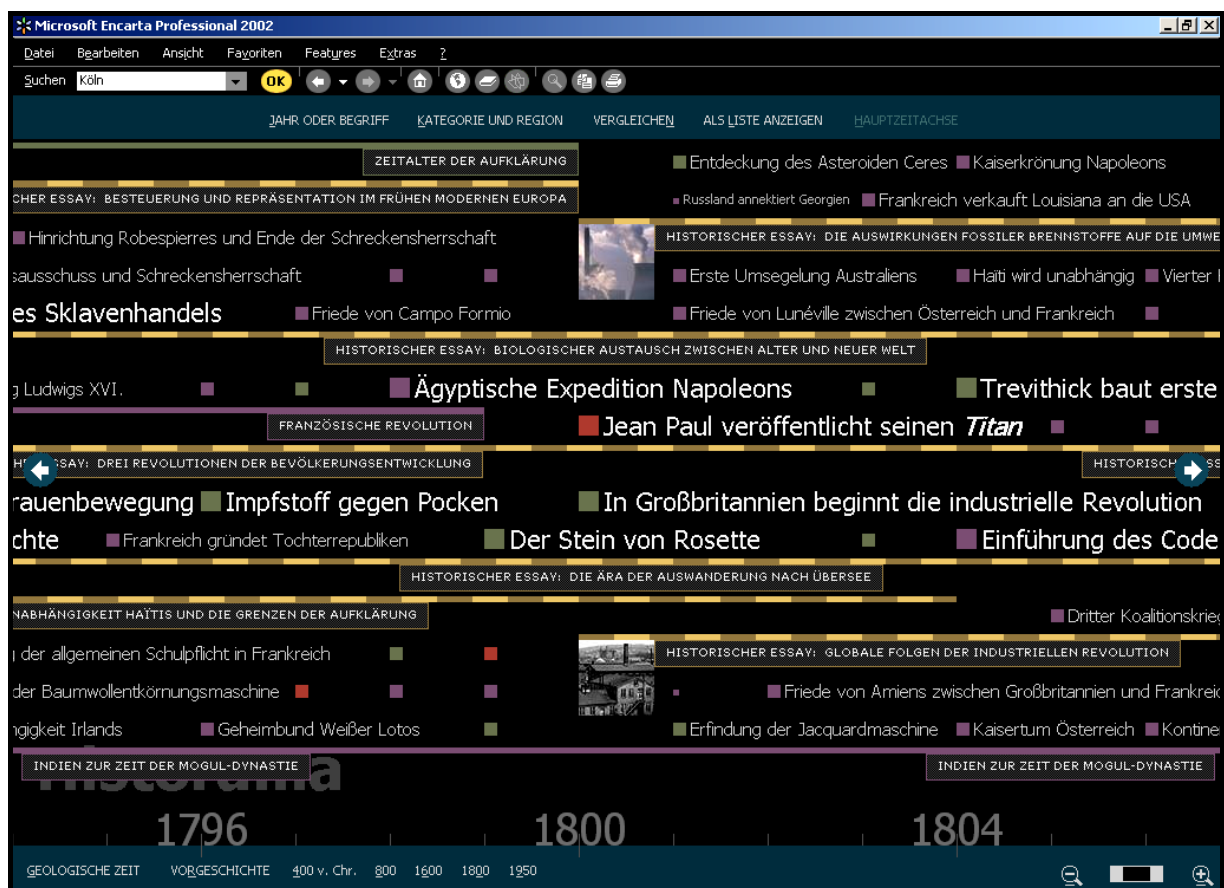 Microsoft Encarta Professional 2002
Datei Bearbeiten Ansicht Favoriten Features Extras ?
Suchen Köln OK
JAHR ODER BEGRIFF KATEGORIE UND REGION VERGLEICHEN ALS LISTE ANZEIGEN HAUPTZEITACHSE
ZEITALTER DER AUFKLÄRUNG Entdeckung des Asteroiden Ceres Kaiserkrönung Napoleons
CHER ESSAY: BESTEUERUNG UND REPRÄSENTATION IM FRÜHEN MODERNEN EUROPA Russland annektiert Georgien Frankreich verkauft Louisiana an die USA
Hinrichtung Robespierres und Ende der Schreckensherrschaft HISTORISCHER ESSAY: DIE AUSWIRKUNGEN FOSSILER BRENNSTOFFE AUF DIE UMWE
sausschuss und Schreckensherrschaft Erste Umsegelung Australiens Haïti wird unabhängig Vierter
es Sklavenhandels Friede von Campo Formio Friede von Lunéville zwischen Österreich und Frankreich
HISTORISCHER ESSAY: BIOLOGISCHER AUSTAUSCH ZWISCHEN ALTER UND NEUER WELT
g Ludwigs XVI. Ägyptische Expedition Napoleons Trevithick baut erste
FRANZÖSISCHE REVOLUTION Jean Paul veröffentlicht seinen Titan
SAY: DREI REVOLUTIONEN DER BEVÖLKERUNGSENTWICKLUNG HISTORISCH
rauenbewegung Impfstoff gegen Pocken In Großbritannien beginnt die industrielle Revolution
chte Frankreich gründet Tochterrepubliken Der Stein von Rosette Einführung des Code
HISTORISCHER ESSAY: DIE ÄRA DER AUSWANDERUNG NACH ÜBERSEE
NABHÄNGIGKEIT HAÏTIS UND DIE GRENZEN DER AUFKLÄRUNG Dritter Koalitionskrieg
der allgemeinen Schulpflicht in Frankreich HISTORISCHER ESSAY: GLOBALE FOLGEN DER INDUSTRIELLEN REVOLUTION
der Baumwollentkörnungsmaschine Friede von Amiens zwischen Großbritannien und Frankreic
ngigkeit Irlands Geheimbund Weißer Lotos Erfindung der Jacquardmaschine Kaisertum Österreich Kontine
INDIEN ZUR ZEIT DER MOGUL-DYNASTIE INDIEN ZUR ZEIT DER MOGUL-DYNASTIE
Historama
1796 1800 1804
GEOLOGISCHE ZEIT VORGESCHICHTE 400 v. Chr. 800 1600 1800 1950